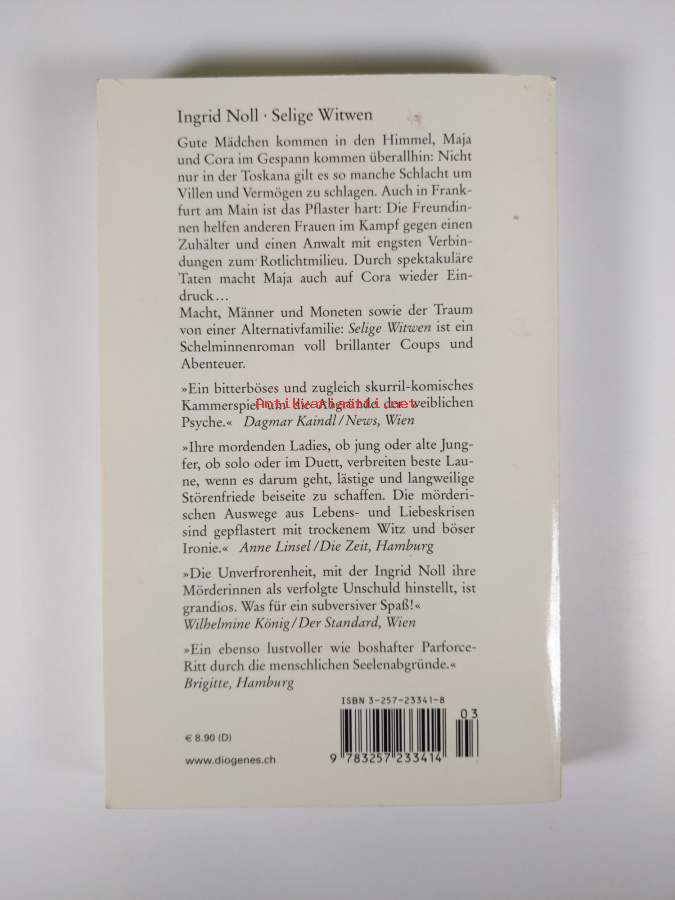 Ingrid Noll · Selige Witwen
Gute Mädchen kommen in den Himmel, Maja
und Cora im Gespann kommen überallhin: Nicht
nur in der Toskana gilt es so manche Schlacht um
Villen und Vermögen zu schlagen. Auch in Frank-
furt am Main ist das Pflaster hart: Die Freundin-
nen helfen anderen Frauen im Kampf gegen einen
Zuhälter und einen Anwalt mit engsten Verbin-
dungen zum Rotlichtmilieu. Durch spektakuläre
Taten macht Maja auch auf Cora wieder Ein-
druck...
Macht, Männer und Moneten sowie der Traum
von einer Alternativfamilie: Selige Witwen ist ein
Schelminnenroman voll brillanter Coups und
Abenteuer.
»Ein bitterböses und zugleich skurril-komisches
Kammerspiel um die Abgründe der weiblichen
Antikvariaatti.net
Psyche.« Dagmar Kaindl/News, Wien
»Ihre mordenden Ladies, ob jung oder alte Jung-
fer, ob solo oder im Duett, verbreiten beste Lau-
ne, wenn es darum geht, lästige und langweilige
Störenfriede beiseite zu schaffen. Die mörderi-
schen Auswege aus Lebens- und Liebeskrisen
sind gepflastert mit trockenem Witz und böser
Ironie.« Anne Linsel/Die Zeit, Hamburg
»Die Unverfrorenheit, mit der Ingrid Noll ihre
Mörderinnen als verfolgte Unschuld hinstellt, ist
grandios. Was für ein subversiver Spaß!«
Wilhelmine König/Der Standard, Wien
»Ein ebenso lustvoller wie boshafter Parforce-
Ritt durch die menschlichen Seelenabgründe.«
Brigitte, Hamburg
ISBN 3-257-23341-8
03
€ 8.90 (D)
www.diogenes.ch
9 783257 233414